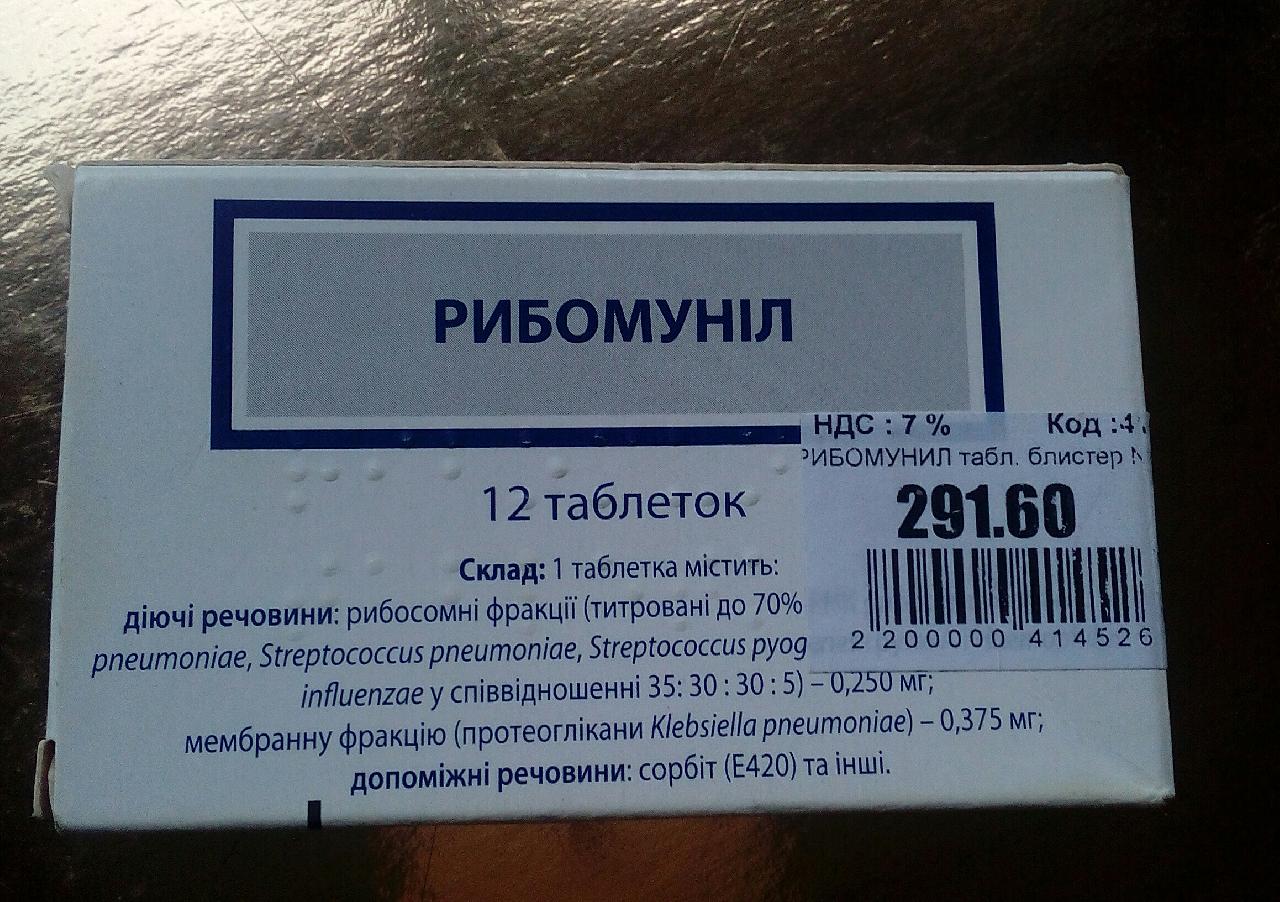 РИБОМУНІЛ
НДС : 7 % Код :4
РИБОМУНИЛ табл. блистер
291.60
2 200000 414526
12 таблеток
Склад: 1 таблетка містить:
діючі речовини: рибосомні фракції (титровані до 70%
pneumoniae, Streptococcus pneumoniae, Streptococcus pyog
influenzae у співвідношенні 35: 30 : 30 : 5) – 0,250 мг;
мембранну фракцію (протеоглікани Klebsiella pneumoniae) – 0,375 мг;
допоміжні речовини: сорбіт (Е420) та інші.